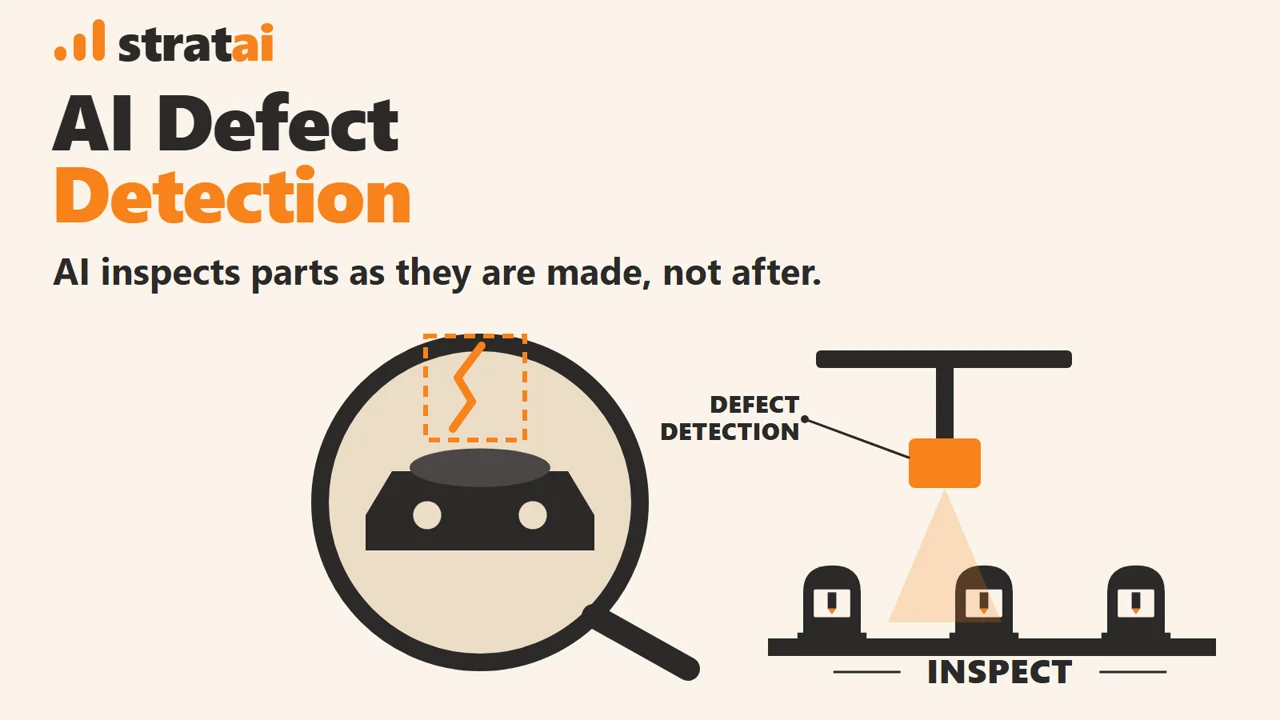 stratai
AI Defect
Detection
AI inspects parts as they are made, not after.
DEFECT
DETECTION
INSPECT